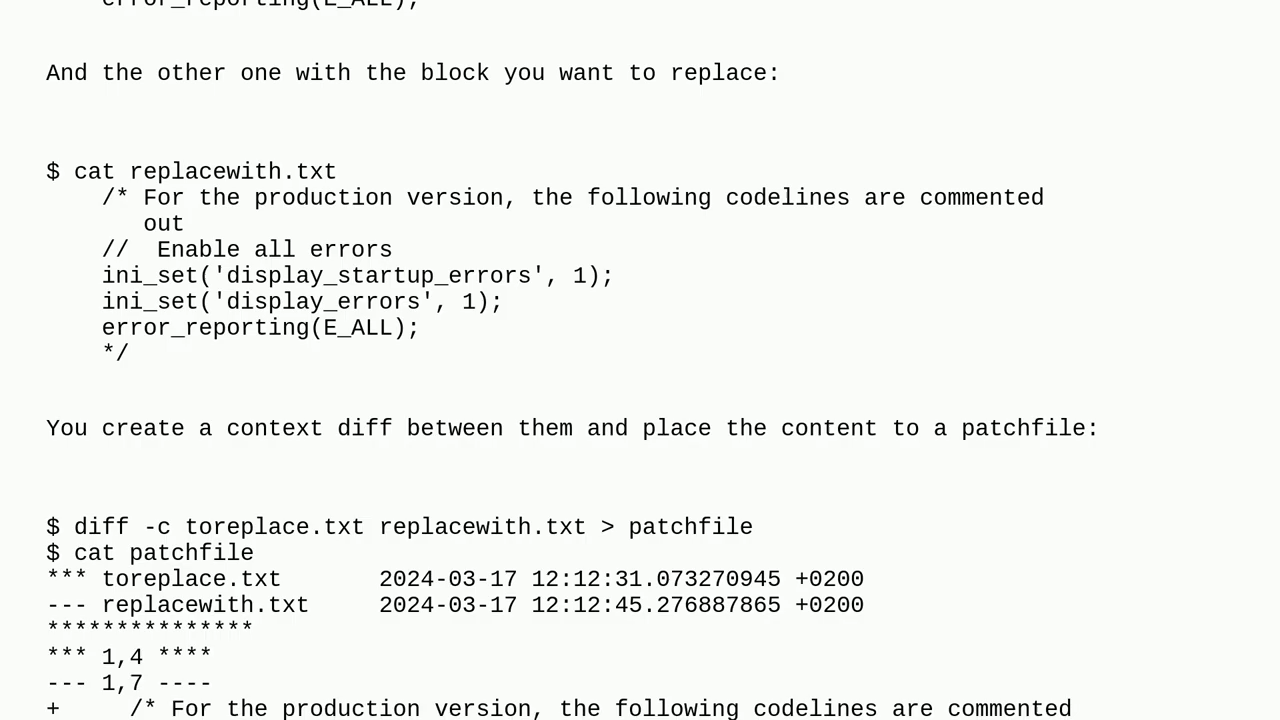 error_reporting(E_ALL);
And the other one with the block you want to replace:
$ cat replacewith.txt
/* For the production version, the following codelines are commented
out
//  Enable all errors
ini_set('display_startup_errors', 1);
ini_set('display_errors', 1);
error_reporting(E_ALL);
*/
You create a context diff between them and place the content to a patchfile:
$ diff -c toreplace.txt replacewith.txt > patchfile
$ cat patchfile
*** toreplace.txt       2024-03-17 12:12:31.073270945 +0200
--- replacewith.txt     2024-03-17 12:12:45.276887865 +0200
***************
*** 1,4 ****
--- 1,7 ----
+     /* For the production version, the following codelines are commented